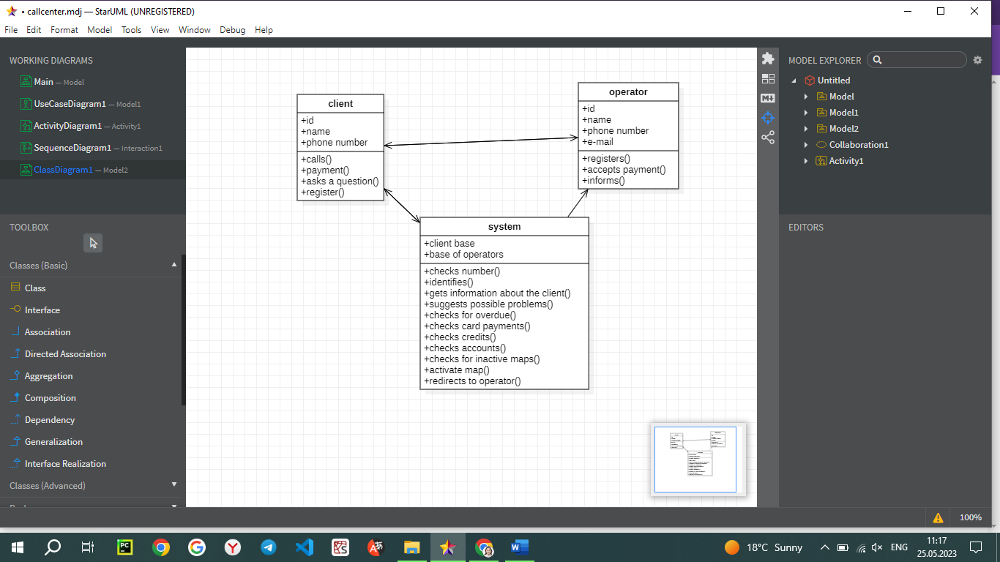 • callcenter.mdj — StarUML (UNREGISTERED)
File Edit Format Model Tools View Window Debug Help
WORKING DIAGRAMS
Main — Model
UseCaseDiagram1 — Model1
ActivityDiagram1 — Activity1
SequenceDiagram1 — Interaction1
ClassDiagram1 — Model2
TOOLBOX
Classes (Basic)
Class
Interface
Association
Directed Association
Aggregation
Composition
Dependency
Generalization
Interface Realization
Classes (Advanced)
client
+id
+name
+phone number
+calls()
+payment()
+asks a question()
+register()
operator
+id
+name
+phone number
+e-mail
+registers()
+accepts payment()
+informs()
system
+client base
+base of operators
+checks number()
+identifies()
+gets information about the client()
+suggests possible problems()
+checks for overdue()
+checks card payments()
+checks credits()
+checks accounts()
+checks for inactive maps()
+activate map()
+redirects to operator()
MODEL EXPLORER
Untitled
Model
Model1
Model2
Collaboration1
Activity1
EDITORS
100%
PC
W
18°C Sunny
ENG
11:17
25.05.2023